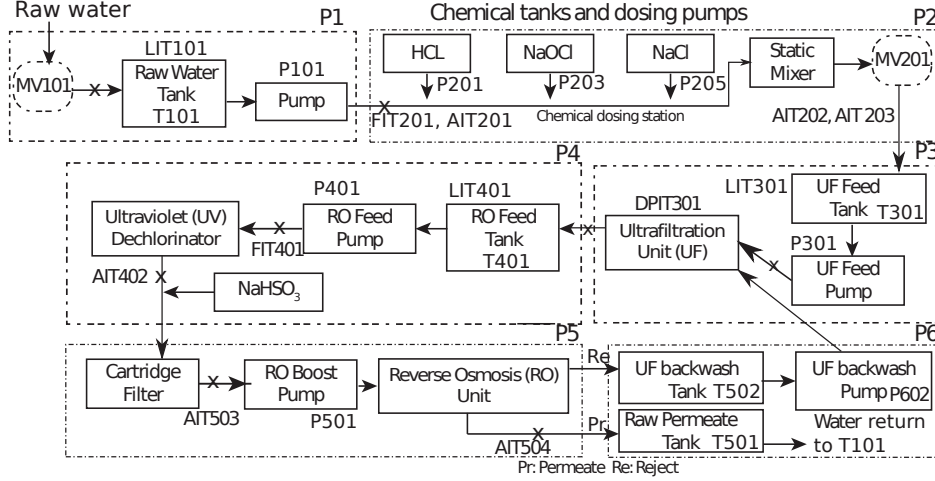 Raw water
P1
Chemical tanks and dosing pumps
P2
LIT101
MV101
Raw Water
Tank
T101
P101
Pump
HCL
NaOCl
NaCl
P201
P203
P205
Static
Mixer
MV201
FIT201, AIT201
Chemical dosing station
AIT202, AIT 203
P4
P3
P401
LIT401
DPIT301
LIT301
UF Feed
Tank T301
Ultraviolet (UV)
Dechlorinator
RO Feed
Pump
RO Feed
Tank
T401
Ultrafiltration
Unit (UF)
P301
UF Feed
Pump
FIT401
AIT402
NaHSO₃
P5
P6
Cartridge
Filter
AIT503
RO Boost
Pump
P501
Reverse Osmosis (RO)
Unit
Re
UF backwash
Tank T502
UF backwash
Pump P602
Pr
Raw Permeate
Tank T501
Water return
to T101
AIT504
Pr: Permeate Re: Reject